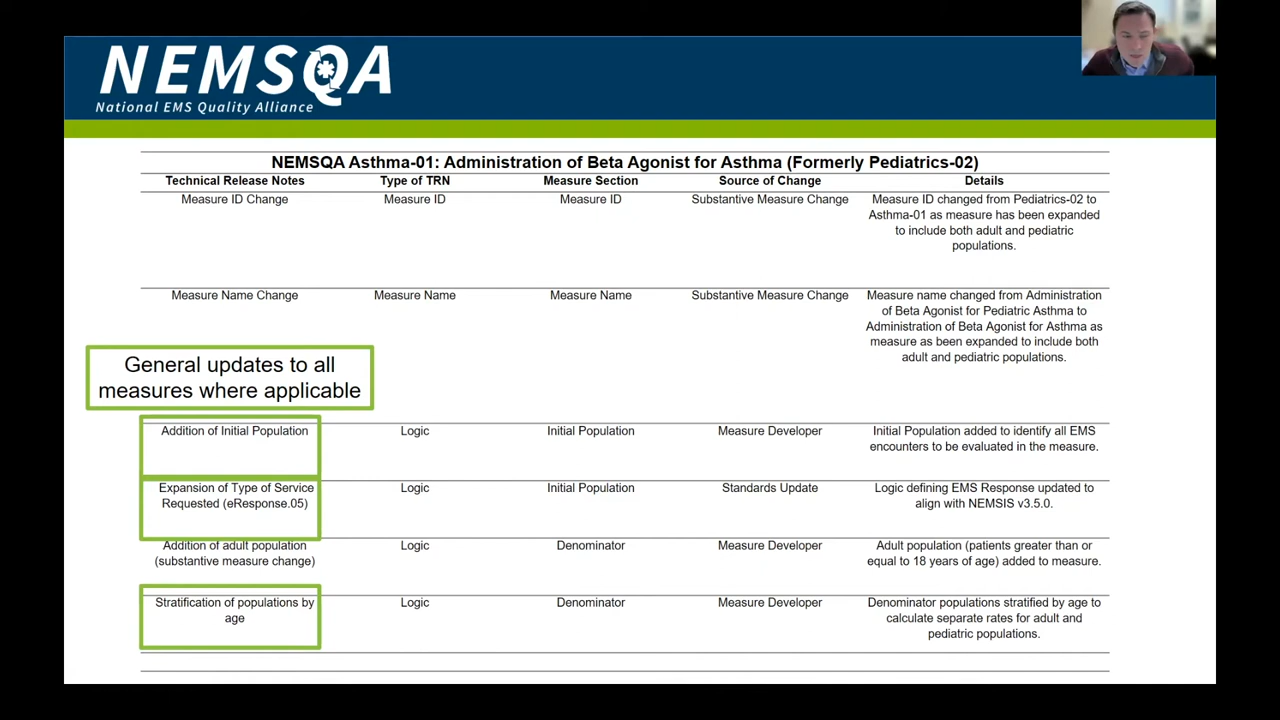 NEMSQA
National EMS Quality Alliance
NEMSQA Asthma-01: Administration of Beta Agonist for Asthma (Formerly Pediatrics-02)
Technical Release Notes Type of TRN Measure Section Source of Change Details
Measure ID Change Measure ID Measure ID Substantive Measure Change Measure ID changed from Pediatrics-02 to
Asthma-01 as measure has been expanded
to include both adult and pediatric
populations.
Measure Name Change Measure Name Measure Name Substantive Measure Change Measure name changed from Administration
of Beta Agonist for Pediatric Asthma to
Administration of Beta Agonist for Asthma as
measure as been expanded to include both
adult and pediatric populations.
General updates to all
measures where applicable
Addition of Initial Population Logic Initial Population Measure Developer Initial Population added to identify all EMS
encounters to be evaluated in the measure.
Expansion of Type of Service Logic Initial Population Standards Update Logic defining EMS Response updated to
Requested (eResponse.05) align with NEMSIS v3.5.0.
Addition of adult population Logic Denominator Measure Developer Adult population (patients greater than or
(substantive measure change) equal to 18 years of age) added to measure.
Stratification of populations by Logic Denominator Measure Developer Denominator populations stratified by age to
age calculate separate rates for adult and
pediatric populations.